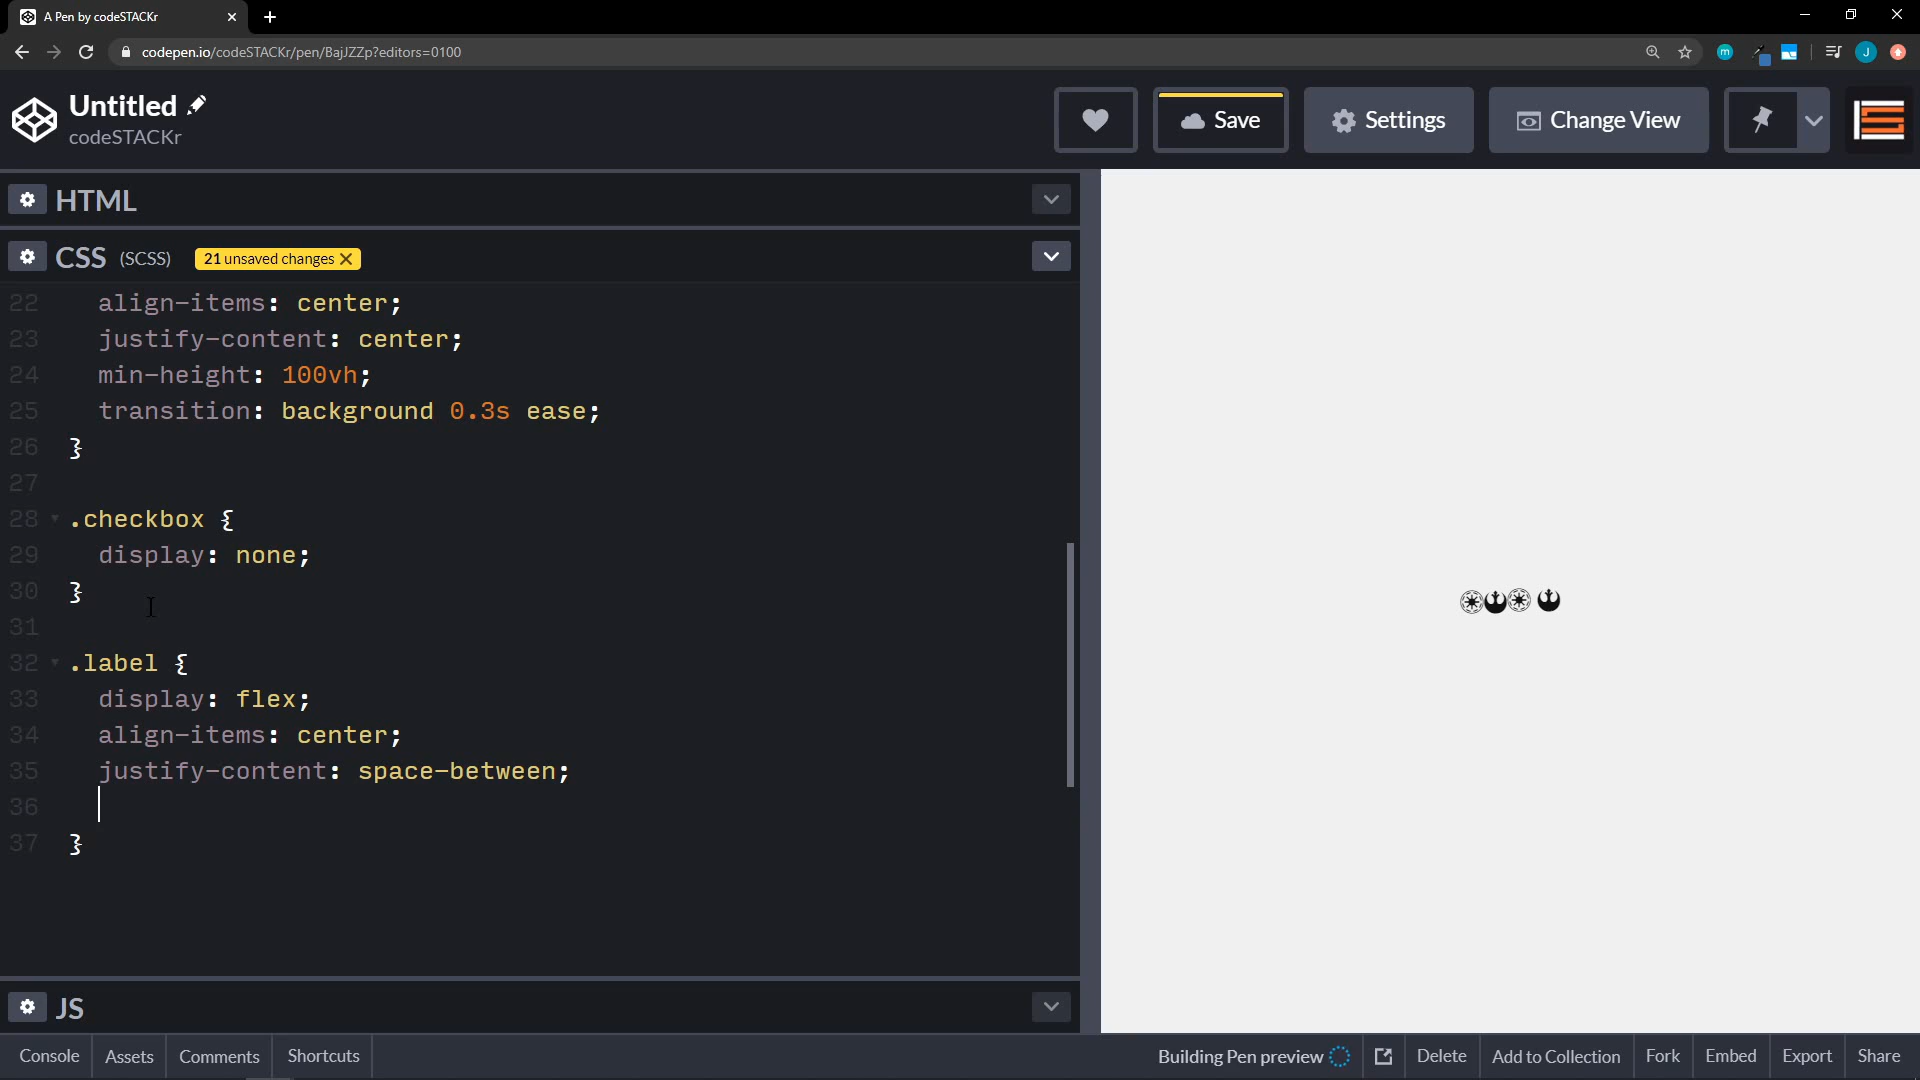 A Pen by codeSTACKr
codepen.io/codeSTACKr/pen/BajJZZp?editors=0100
m
J
Untitled
codeSTACKr
Save
Settings
Change View
HTML
CSS (SCSS) 21 unsaved changes
22 align-items: center;
23 justify-content: center;
24 min-height: 100vh;
25 transition: background 0.3s ease;
26 }
27
28 .checkbox {
29 display: none;
30 }
31
32 .label {
33 display: flex;
34 align-items: center;
35 justify-content: space-between;
36
37 }
JS
Console Assets Comments Shortcuts Building Pen preview Delete Add to Collection Fork Embed Export Share